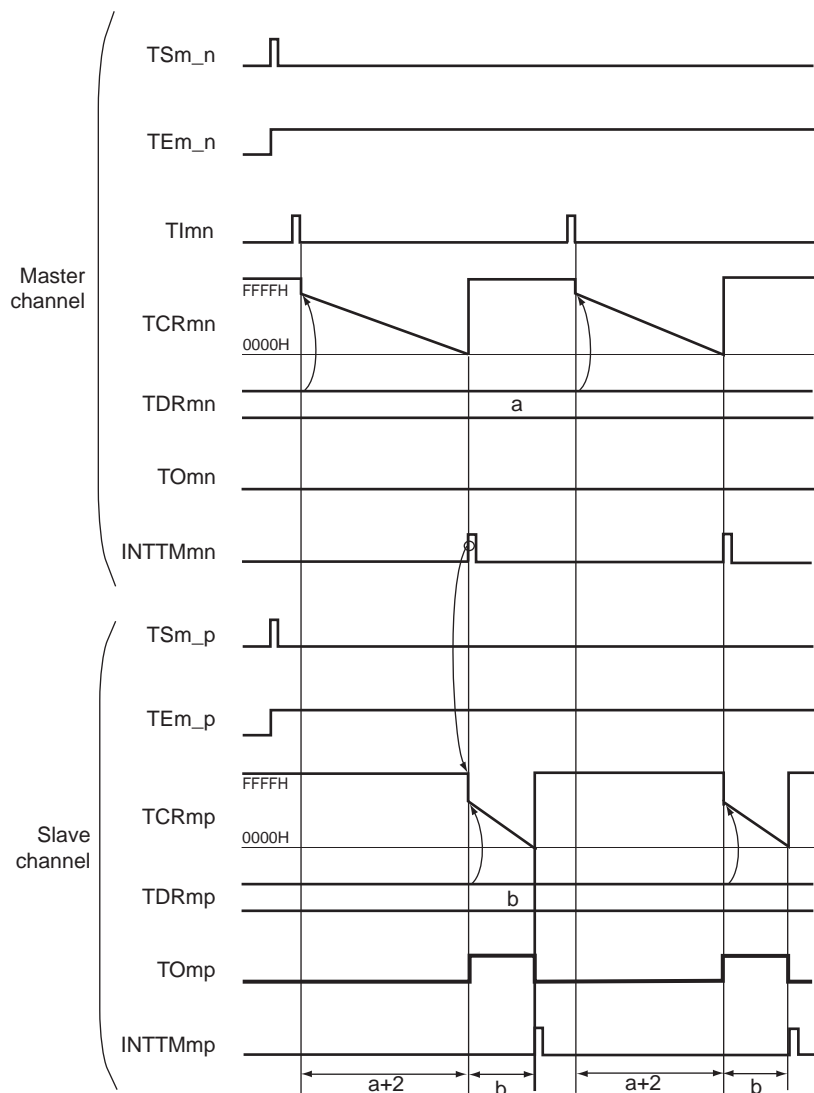 Master
channel
TSm_n
TEm_n
TImn
FFFFH
TCRmn
0000H
TDRmn
a
TOmn
INTTMmn
Slave
channel
TSm_p
TEm_p
FFFFH
TCRmp
0000H
TDRmp
b
TOmp
INTTMmp
a+2 b a+2 b